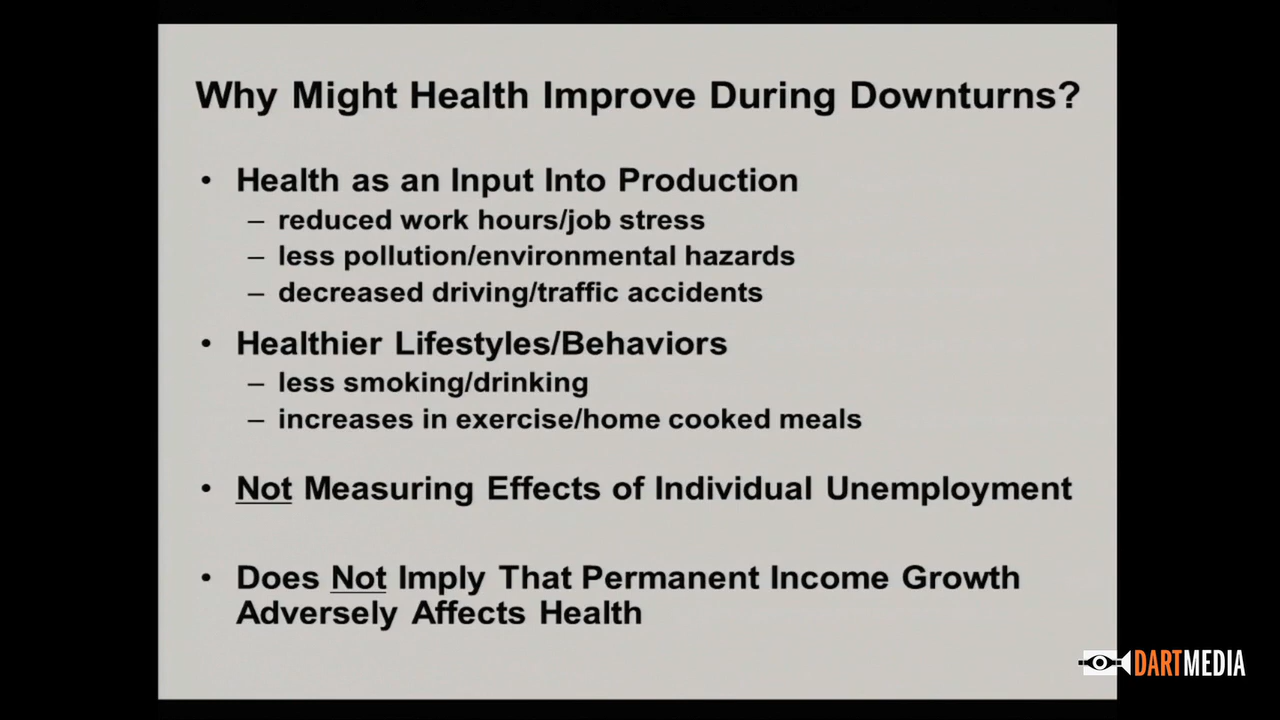 Why Might Health Improve During Downturns?
• Health as an Input Into Production
– reduced work hours/job stress
– less pollution/environmental hazards
– decreased driving/traffic accidents
• Healthier Lifestyles/Behaviors
– less smoking/drinking
– increases in exercise/home cooked meals
• Not Measuring Effects of Individual Unemployment
• Does Not Imply That Permanent Income Growth
Adversely Affects Health
DARTMEDIA